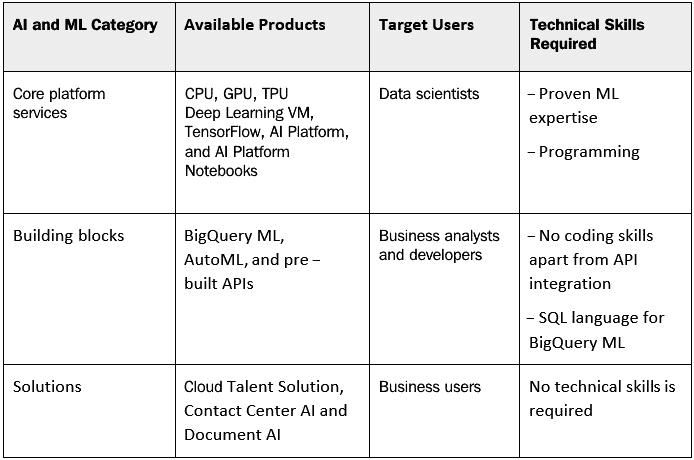 AI and ML Category
Available Products
Target Users
Technical Skills
Required
Core platform
services
CPU, GPU, TPU
Deep Learning VM,
TensorFlow, AI Platform,
and AI Platform
Notebooks
Data scientists
– Proven ML
expertise
– Programming
Building blocks
BigQuery ML,
AutoML, and pre –
built APIs
Business analysts
and developers
– No coding skills
apart from API
integration
– SQL language for
BigQuery ML
Solutions
Cloud Talent Solution,
Contact Center AI and
Document AI
Business users
No technical skills is
required